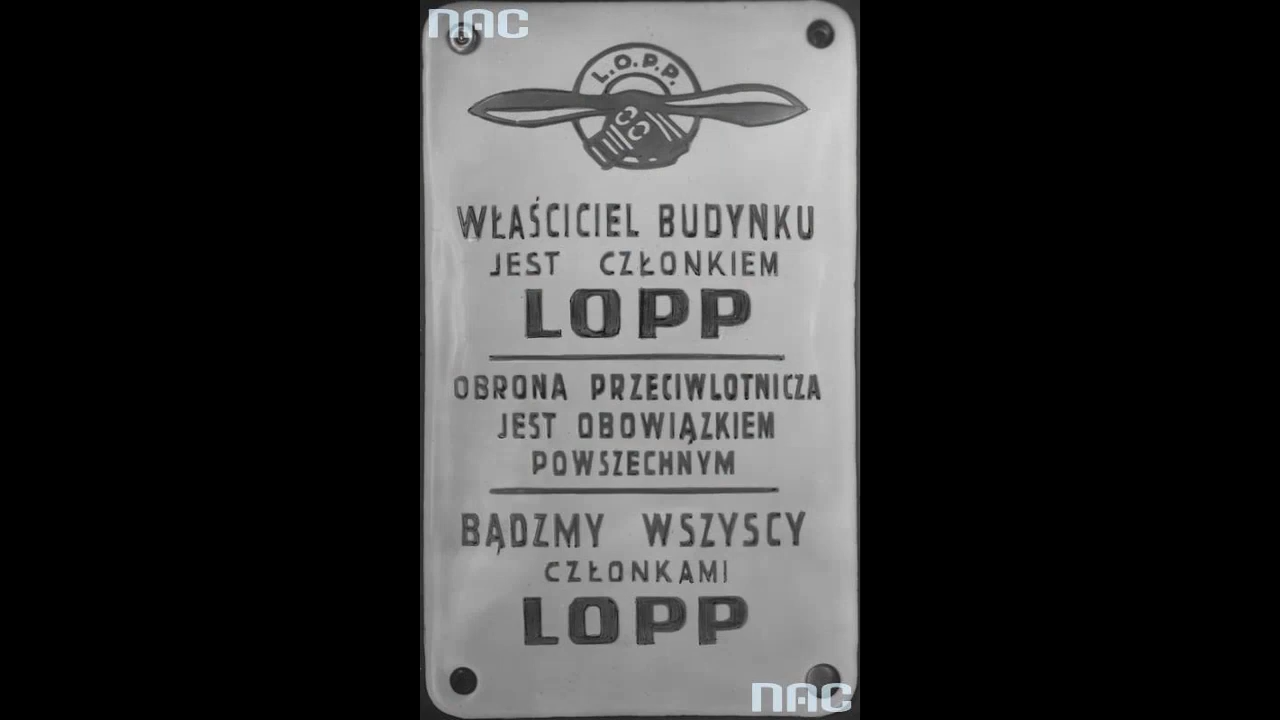 NAC
L.O.P.P.
WŁAŚCICIEL BUDYNKU
JEST CZŁONKIEM
LOPP
OBRONA PRZECIWLOTNICZA
JEST OBOWIĄZKIEM
POWSZECHNYM
BĄDZMY WSZYSCY
CZŁONKAMI
LOPP
NAC